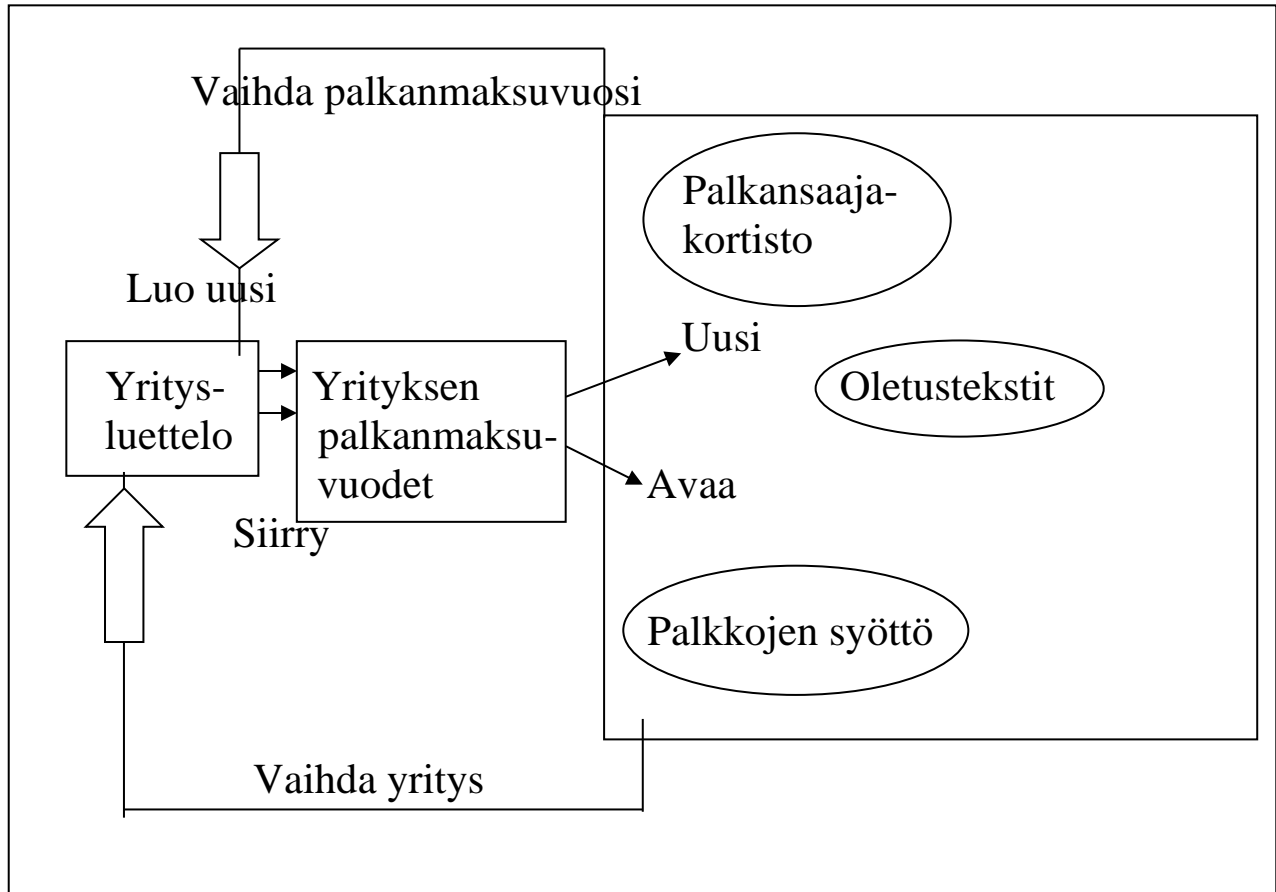 Vaihda palkanmaksuvuosi
Palkansaaja-
kortisto
Luo uusi
Uusi
Yritys-
luettelo
Yrityksen
palkanmaksu-
vuodet
Oletustekstit
Avaa
Siirry
Palkkojen syöttö
Vaihda yritys